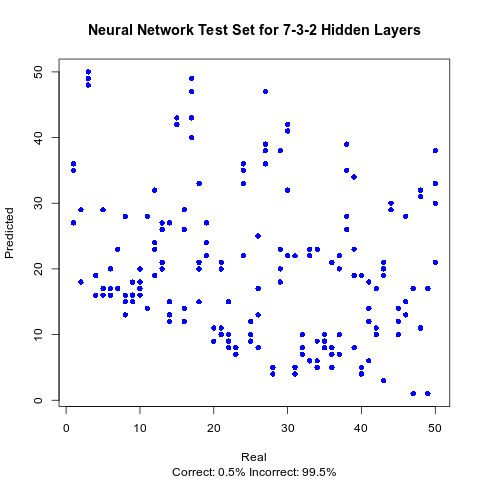 Neural Network Test Set for 7-3-2 Hidden Layers
50
40
30
20
10
0
Predicted
0 10 20 30 40 50
Real
Correct: 0.5% Incorrect: 99.5%